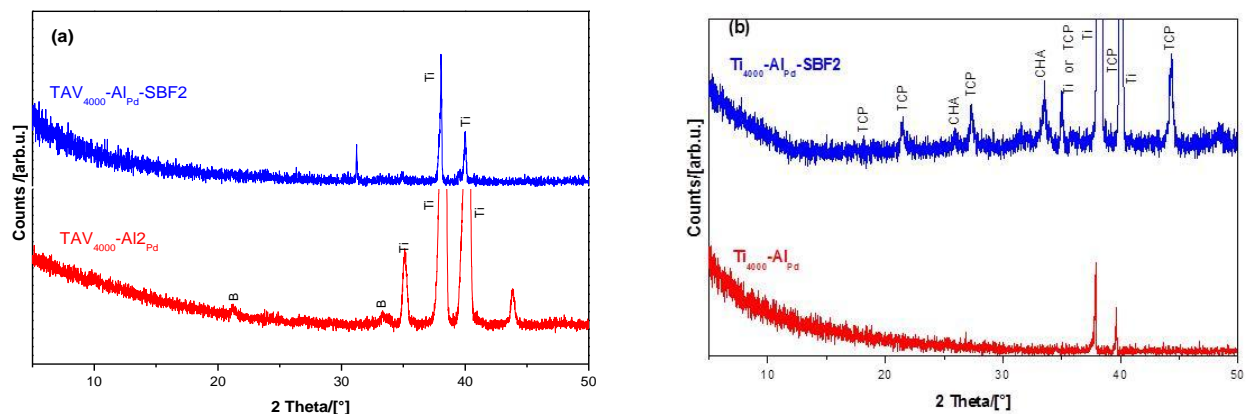 (a)
TAV4000-AlPd-SBF2
Ti
Ti
TAV4000-Al2Pd
B
B
Ti
Ti
Ti
Counts /[arb.u.]
10
20
30
40
50
2 Theta/[°]
(b)
Ti4000-AlPd-SBF2
TCP
TCP
CHA
TCP
CHA
Ti or TCP
Ti
TCP
Ti
TCP
Ti4000-AlPd
Counts /[arb.u.]
10
20
30
40
50
2 Theta/[°]